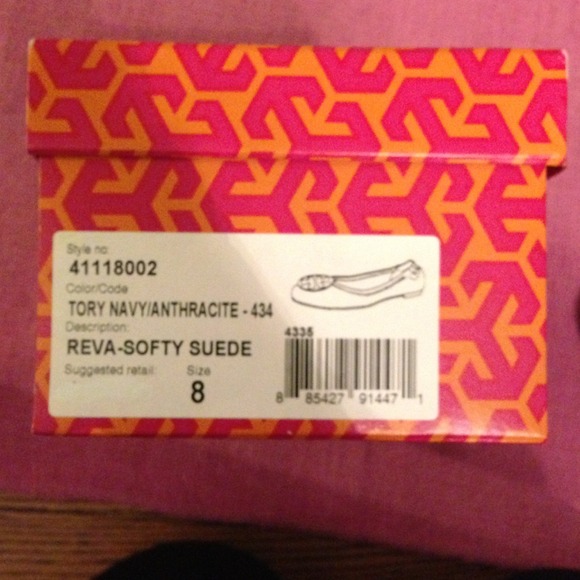 Style no:
41118002
Color/Code
TORY NAVY/ANTHRACITE - 434
Description:
REVA-SOFTY SUEDE
Suggested retail: Size
8
4335
8 85427 91447 1